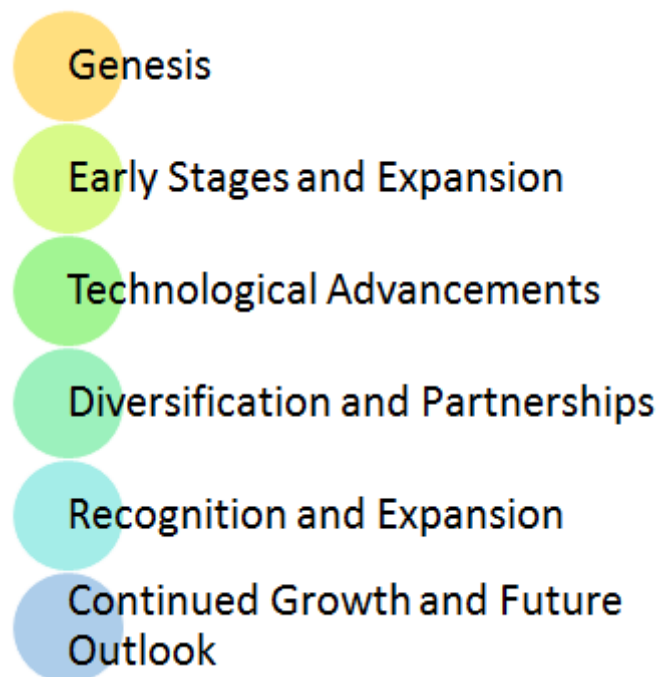 Genesis
Early Stages and Expansion
Technological Advancements
Diversification and Partnerships
Recognition and Expansion
Continued Growth and Future
Outlook